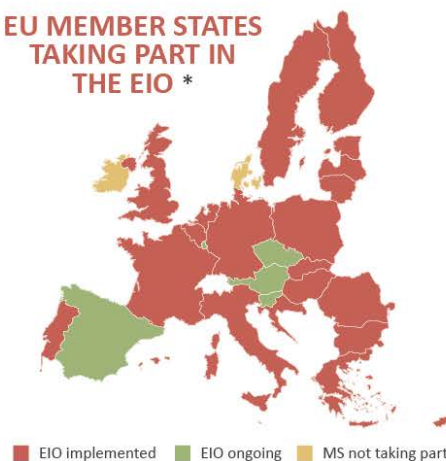 EU MEMBER STATES
TAKING PART IN
THE EIO *
EIO implemented EIO ongoing MS not taking part